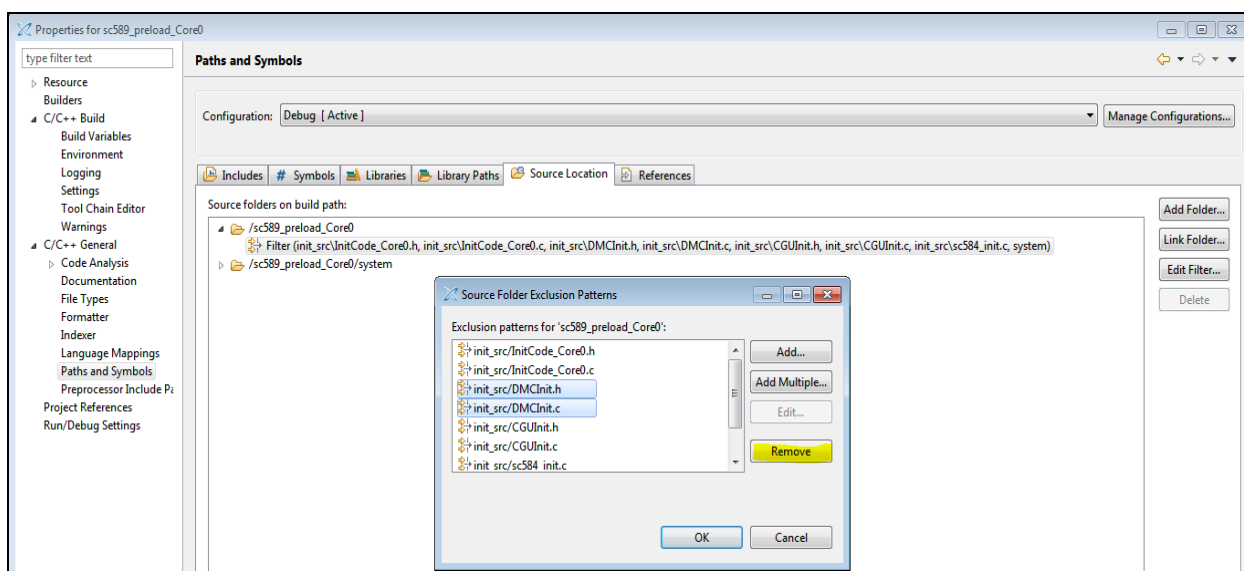 Properties for sc589_preload_Core0
type filter text
Resource
Builders
C/C++ Build
Build Variables
Environment
Logging
Settings
Tool Chain Editor
Warnings
C/C++ General
Code Analysis
Documentation
File Types
Formatter
Indexer
Language Mappings
Paths and Symbols
Preprocessor Include Pa
Project References
Run/Debug Settings
Paths and Symbols
Configuration: Debug [ Active ] Manage Configurations...
Includes # Symbols Libraries Library Paths Source Location References
Source folders on build path:
/sc589_preload_Core0
Filter (init_src\InitCode_Core0.h, init_src\InitCode_Core0.c, init_src\DMCInit.h, init_src\DMCInit.c, init_src\CGUInit.h, init_src\CGUInit.c, init_src\sc584_init.c, system)
/sc589_preload_Core0/system
Add Folder...
Link Folder...
Edit Filter...
Delete
Source Folder Exclusion Patterns
Exclusion patterns for 'sc589_preload_Core0':
init_src/InitCode_Core0.h
init_src/InitCode_Core0.c
init_src/DMCInit.h
init_src/DMCInit.c
init_src/CGUInit.h
init_src/CGUInit.c
init_src/sc584_init.c
Add...
Add Multiple...
Edit...
Remove
OK Cancel